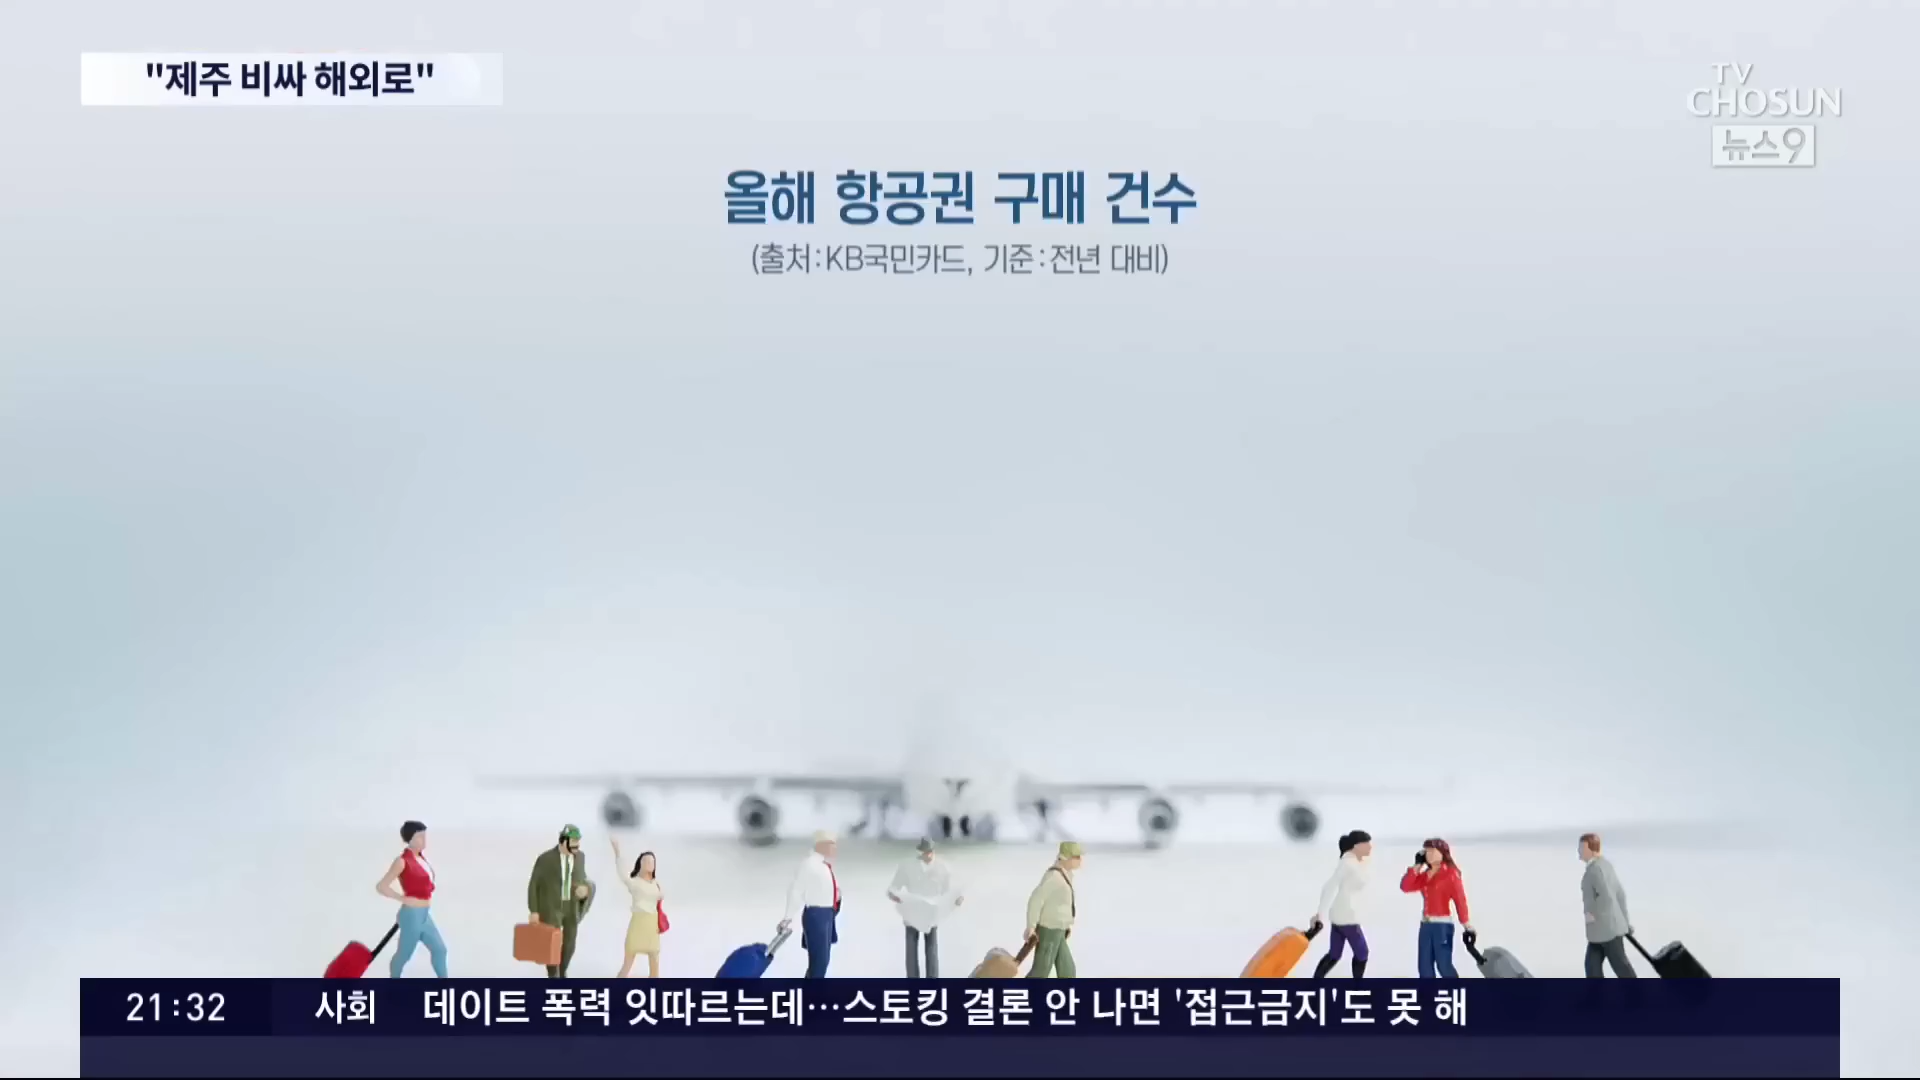 "제주 비싸 해외로"
TV
CHOSUN
뉴스9
올해 항공권 구매 건수
(출처:KB국민카드, 기준:전년 대비)
21:32 사회 데이트 폭력 잇따르는데…스토킹 결론 안 나면 '접근금지'도 못 해